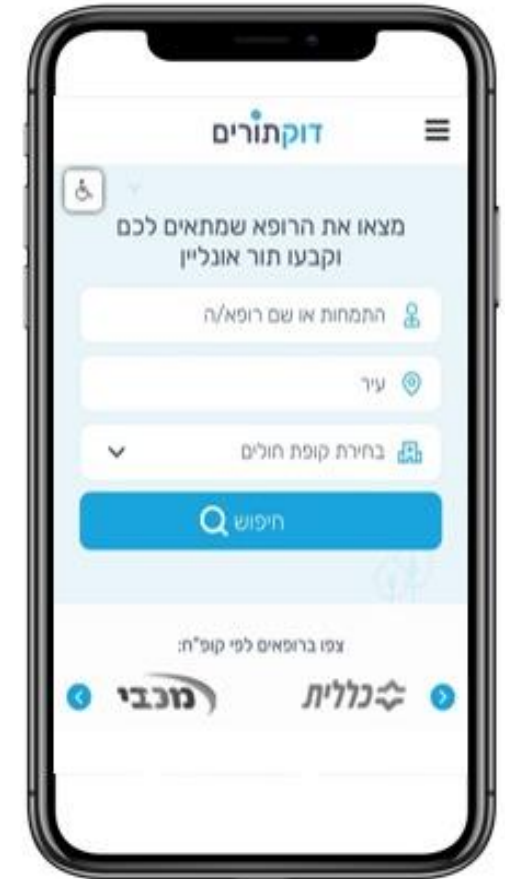 דוקתורים
מצאו את הרופא שמתאים לכם
וקבעו תור אונליין
התמחות או שם רופא/ה
עיר
בחירת קופת חולים
חיפוש
צפו ברופאים לפי קופ"ח:
כללית
מכבי